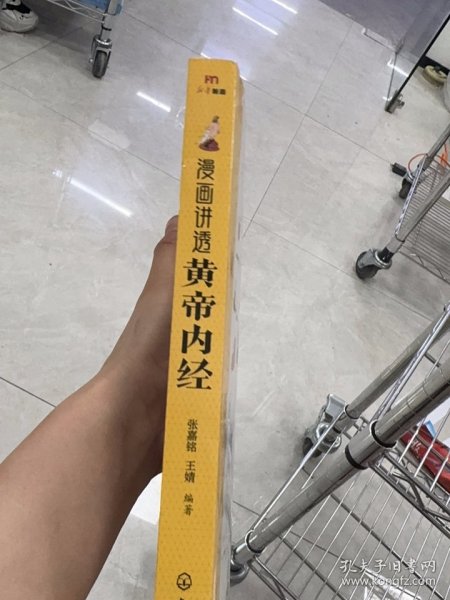 漫画讲透
黄帝内经
张嘉铭 王婧 编著
孔夫子旧书网
www.kongfz.com